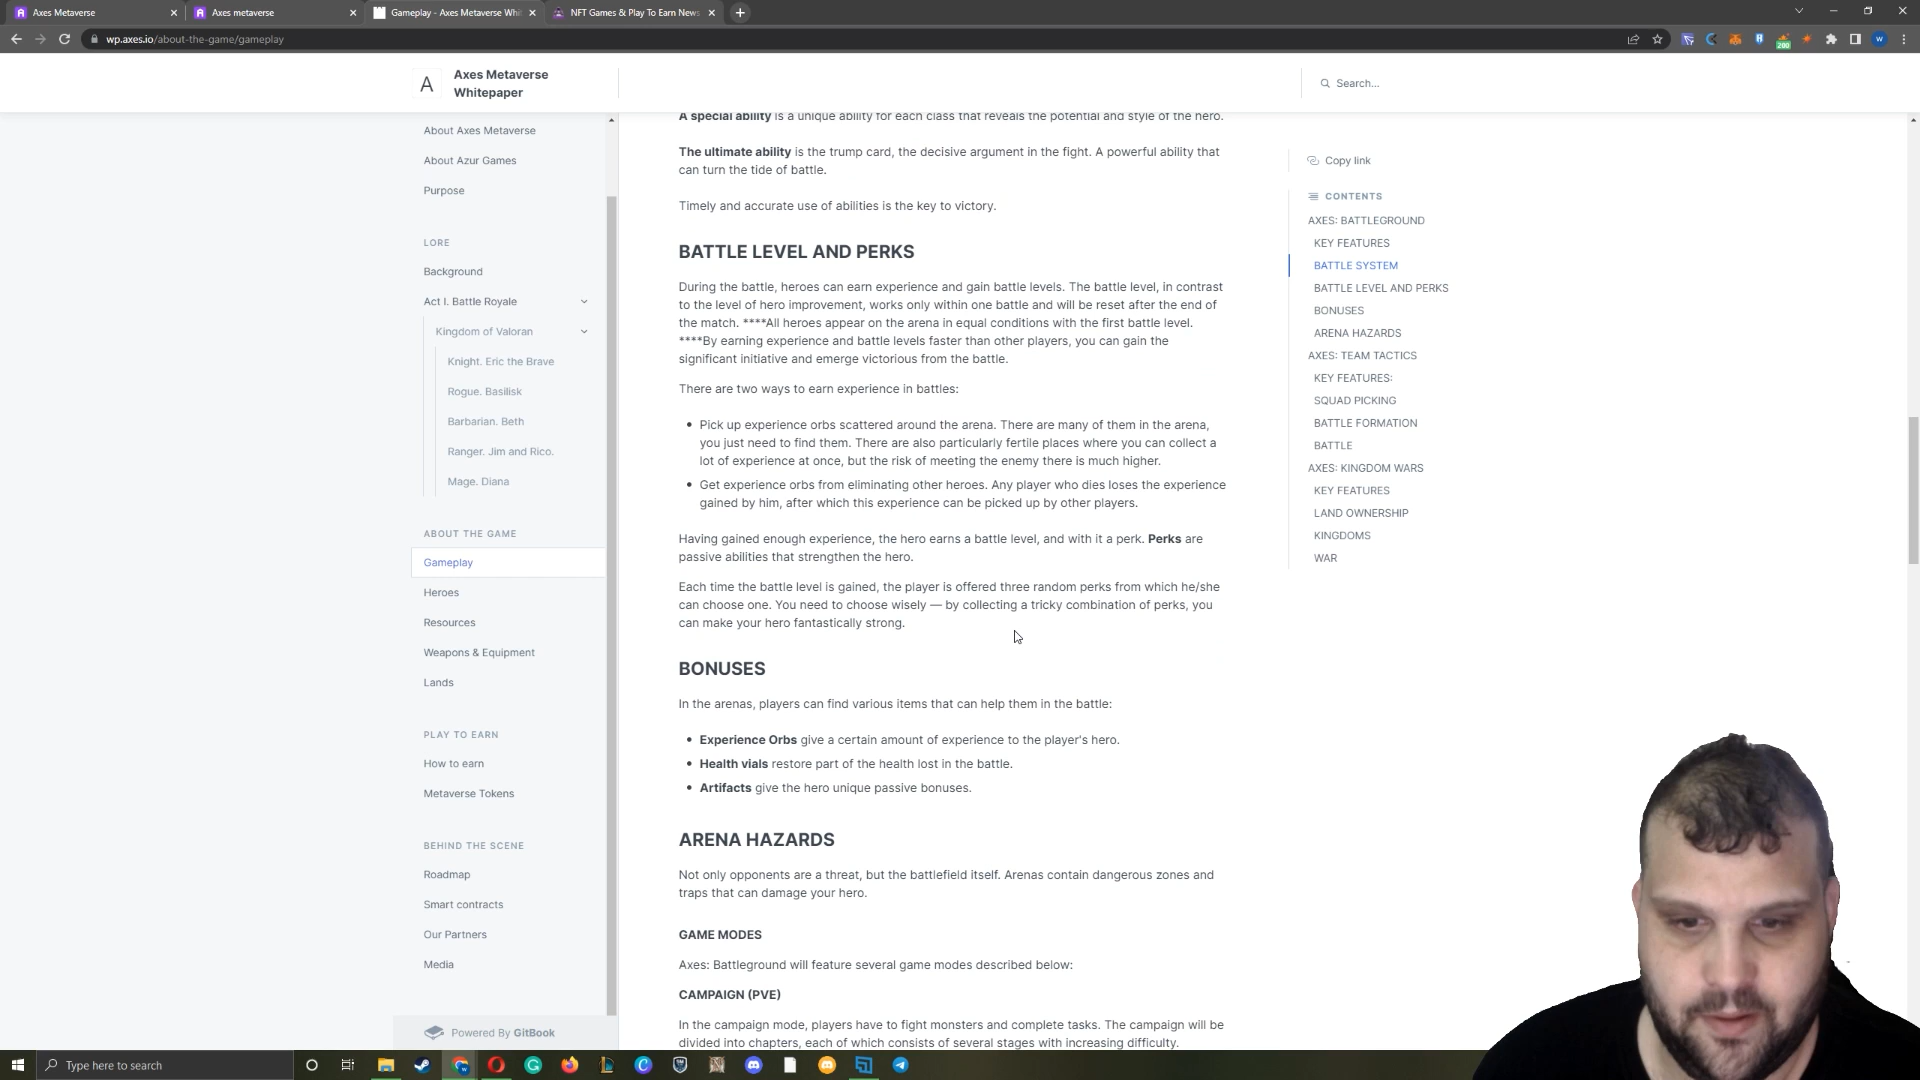 Axes Metaverse
Axes metaverse
Gameplay - Axes Metaverse Whi
NFT Games & Play To Earn News
wp.axes.io/about-the-game/gameplay
200
W
A
Axes Metaverse
Whitepaper
Search...
About Axes Metaverse
About Azur Games
Purpose
LORE
Background
Act I. Battle Royale
Kingdom of Valoran
Knight. Eric the Brave
Rogue. Basilisk
Barbarian. Beth
Ranger. Jim and Rico.
Mage. Diana
ABOUT THE GAME
Gameplay
Heroes
Resources
Weapons & Equipment
Lands
PLAY TO EARN
How to earn
Metaverse Tokens
BEHIND THE SCENE
Roadmap
Smart contracts
Our Partners
Media
Powered By GitBook
A special ability is a unique ability for each class that reveals the potential and style of the hero.
The ultimate ability is the trump card, the decisive argument in the fight. A powerful ability that
can turn the tide of battle.
Timely and accurate use of abilities is the key to victory.
BATTLE LEVEL AND PERKS
During the battle, heroes can earn experience and gain battle levels. The battle level, in contrast
to the level of hero improvement, works only within one battle and will be reset after the end of
the match. ****All heroes appear on the arena in equal conditions with the first battle level.
****By earning experience and battle levels faster than other players, you can gain the
significant initiative and emerge victorious from the battle.
There are two ways to earn experience in battles:
• Pick up experience orbs scattered around the arena. There are many of them in the arena,
you just need to find them. There are also particularly fertile places where you can collect a
lot of experience at once, but the risk of meeting the enemy there is much higher.
• Get experience orbs from eliminating other heroes. Any player who dies loses the experience
gained by him, after which this experience can be picked up by other players.
Having gained enough experience, the hero earns a battle level, and with it a perk. Perks are
passive abilities that strengthen the hero.
Each time the battle level is gained, the player is offered three random perks from which he/she
can choose one. You need to choose wisely — by collecting a tricky combination of perks, you
can make your hero fantastically strong.
BONUSES
In the arenas, players can find various items that can help them in the battle:
• Experience Orbs give a certain amount of experience to the player's hero.
• Health vials restore part of the health lost in the battle.
• Artifacts give the hero unique passive bonuses.
ARENA HAZARDS
Not only opponents are a threat, but the battlefield itself. Arenas contain dangerous zones and
traps that can damage your hero.
GAME MODES
Axes: Battleground will feature several game modes described below:
CAMPAIGN (PVE)
In the campaign mode, players have to fight monsters and complete tasks. The campaign will be
divided into chapters, each of which consists of several stages with increasing difficulty.
Copy link
CONTENTS
AXES: BATTLEGROUND
KEY FEATURES
BATTLE SYSTEM
BATTLE LEVEL AND PERKS
BONUSES
ARENA HAZARDS
AXES: TEAM TACTICS
KEY FEATURES:
SQUAD PICKING
BATTLE FORMATION
BATTLE
AXES: KINGDOM WARS
KEY FEATURES
LAND OWNERSHIP
KINGDOMS
WAR
Type here to search